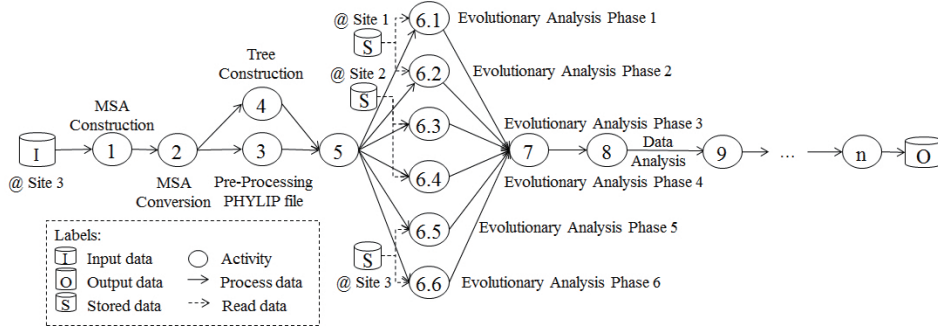 @ Site 1
S
6.1
Evolutionary Analysis Phase 1
@ Site 2
S
6.2
Evolutionary Analysis Phase 2
Tree
Construction
4
MSA
Construction
6.3
Evolutionary Analysis Phase 3
I
1
2
3
5
7
8
Data
Analysis
9
...
n
O
@ Site 3
MSA
Conversion
Pre-Processing
PHYLIP file
6.4
Evolutionary Analysis Phase 4
6.5
Evolutionary Analysis Phase 5
S
@ Site 3
6.6
Evolutionary Analysis Phase 6
Labels:
I Input data
Activity
O Output data
Process data
S Stored data
Read data